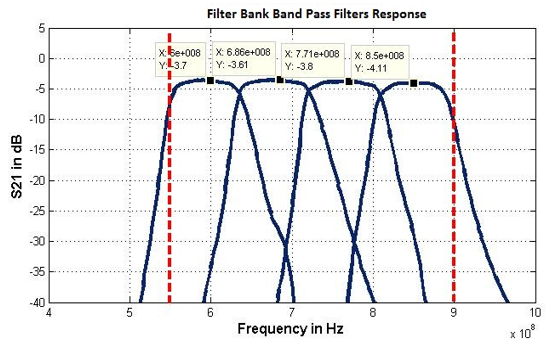 Filter Bank Band Pass Filters Response
X: 6e+008
Y: -3.7
X: 6.86e+008
Y: -3.61
X: 7.71e+008
Y: -3.8
X: 8.5e+008
Y: -4.11
S21 in dB
5
0
-5
-10
-15
-20
-25
-30
-35
-40
4 5 6 7 8 9 10
x 10^8
Frequency in Hz